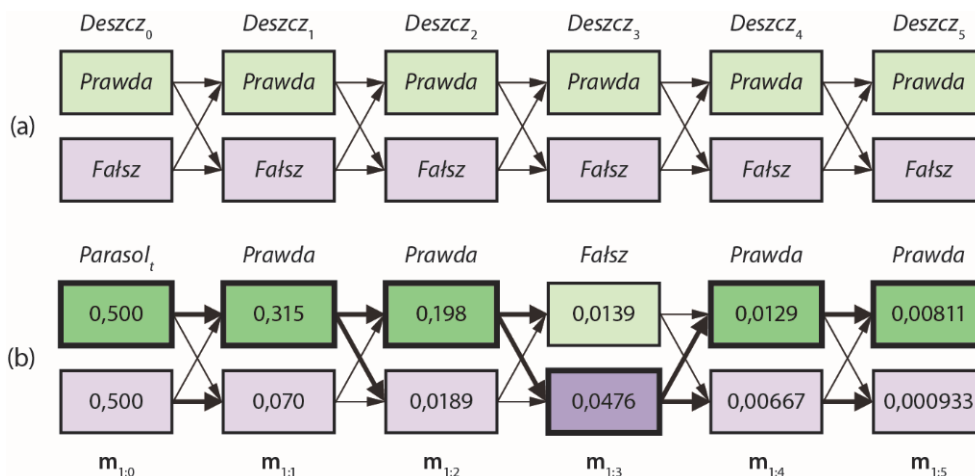 Deszcz₀ Deszcz₁ Deszcz₂ Deszcz₃ Deszcz₄ Deszcz₅
Prawda Prawda Prawda Prawda Prawda Prawda
(a)
Fałsz Fałsz Fałsz Fałsz Fałsz Fałsz
Parasolₜ Prawda Prawda Fałsz Prawda Prawda
0,500 0,315 0,198 0,0139 0,0129 0,00811
(b)
0,500 0,070 0,0189 0,0476 0,00667 0,000933
m₁:₀ m₁:₁ m₁:₂ m₁:₃ m₁:₄ m₁:₅